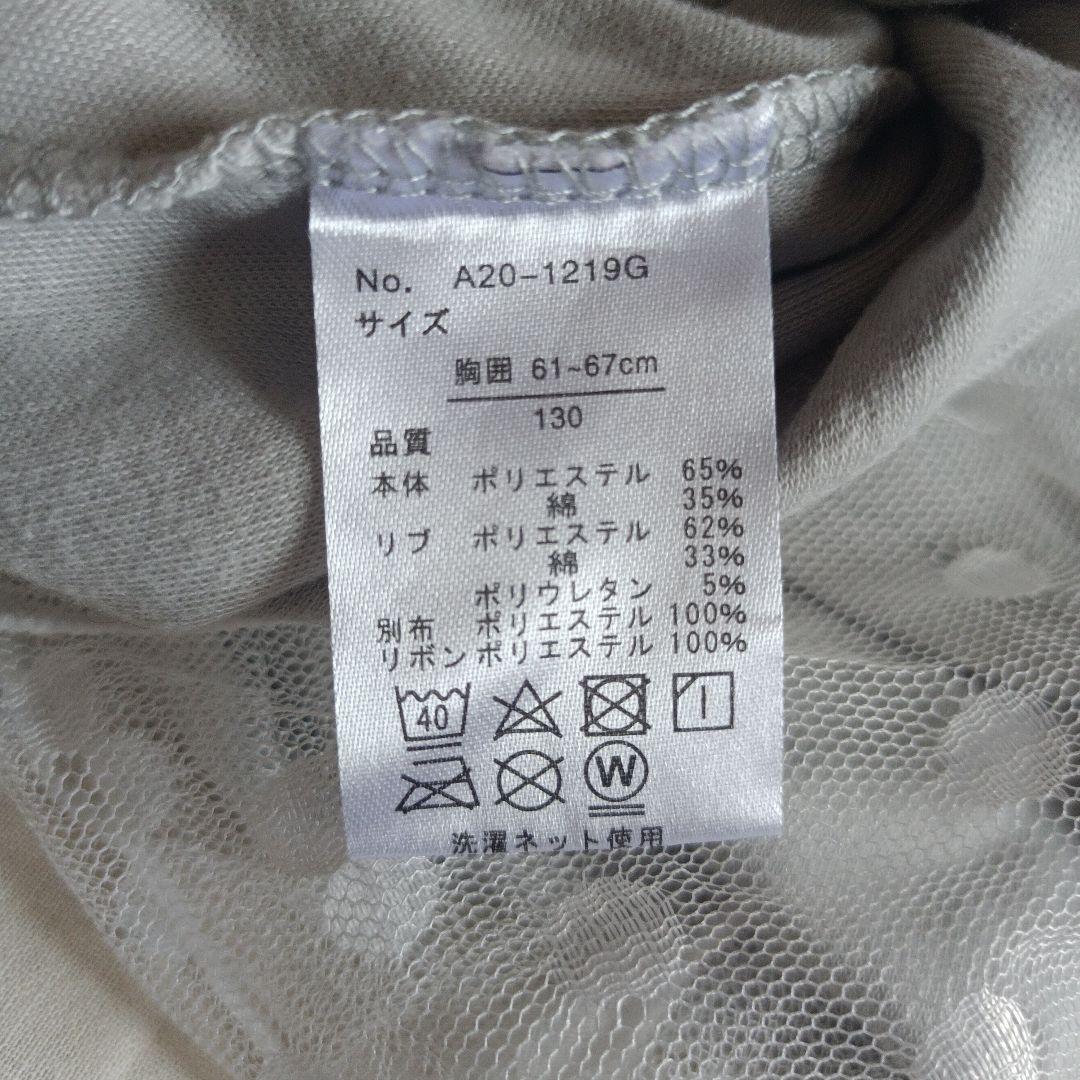 No. A20-1219G
サイズ
胸囲 61~67cm
130
品質
本体 ポリエステル 65%
綿 35%
リブ ポリエステル 62%
綿 33%
ポリウレタン 5%
別布 ポリエステル 100%
リボン ポリエステル 100%
40
W
洗濯ネット使用